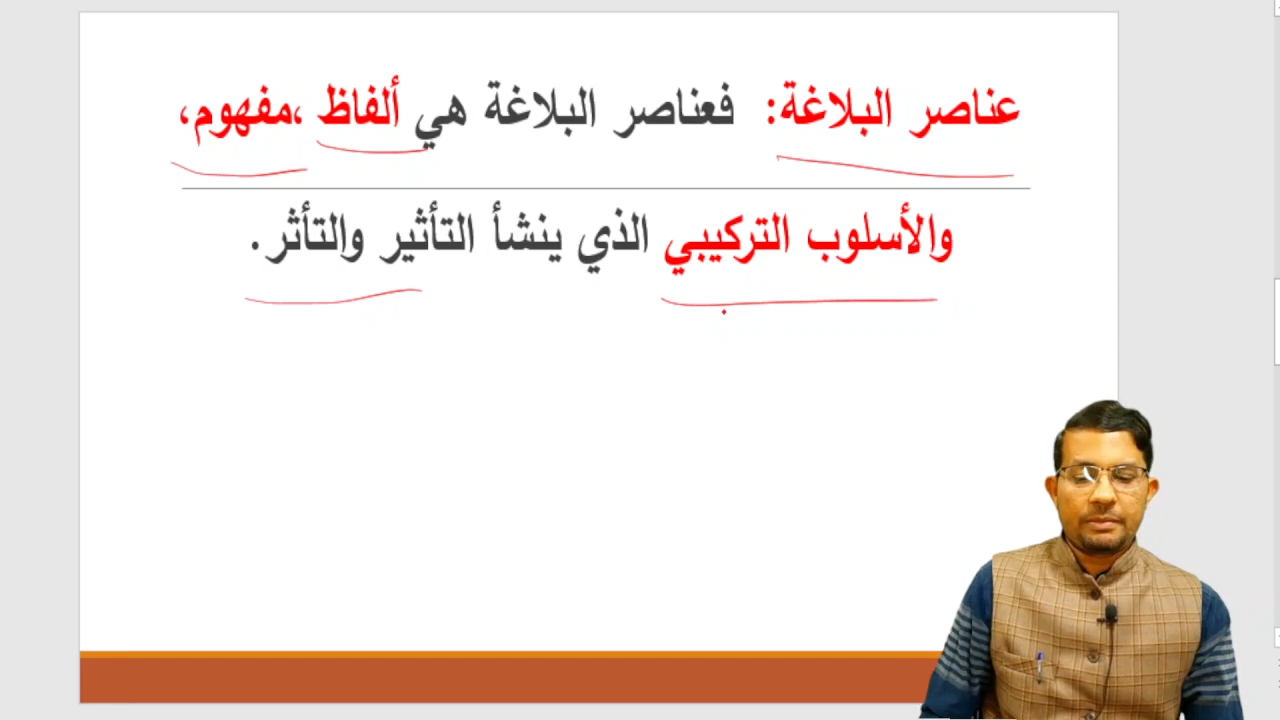 عناصر البلاغة: فعناصر البلاغة هي ألفاظ ،مفهوم،
والأسلوب التركيبي الذي ينشأ التأثير والتأثر.